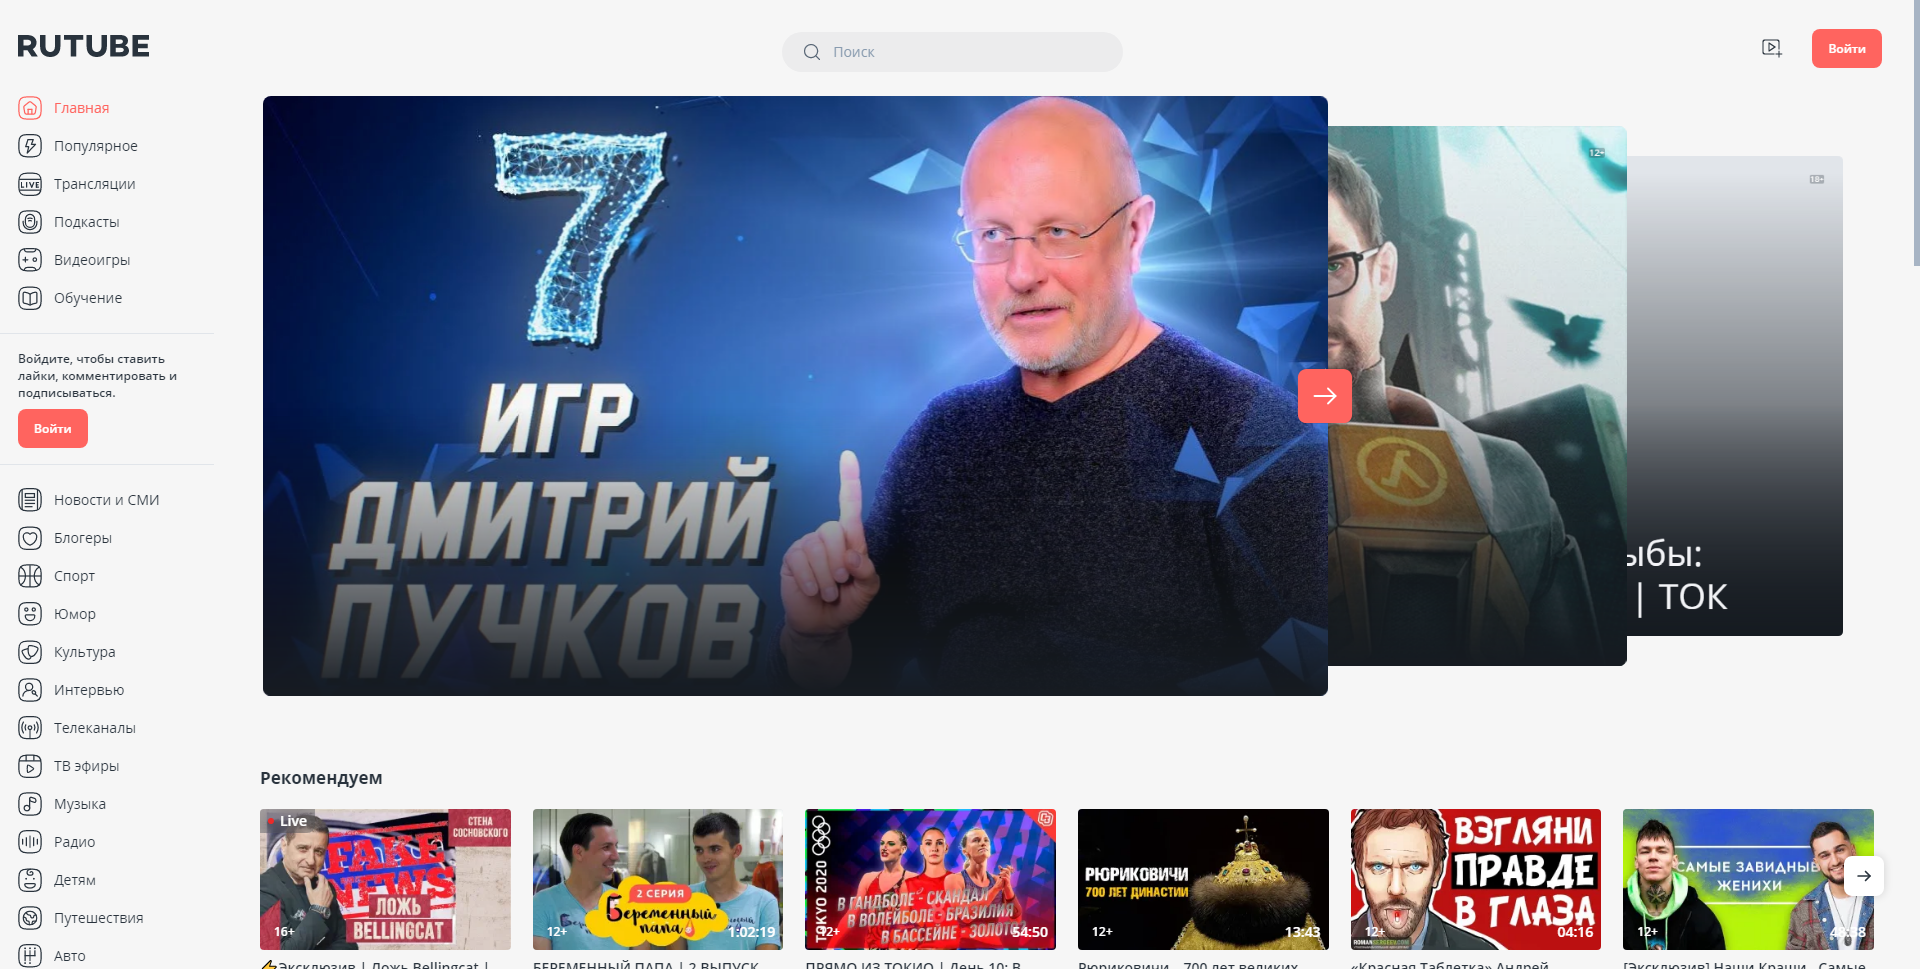 RUTUBE
Поиск
Войти
Главная
Популярное
Трансляции
Подкасты
Видеоигры
Обучение
Войдите, чтобы ставить
лайки, комментировать и
подписываться.
Войти
Новости и СМИ
Блогеры
Спорт
Юмор
Культура
Интервью
Телеканалы
ТВ эфиры
Музыка
Радио
Детям
Путешествия
Авто
LIVE
7
ИГР
ДМИТРИЙ
ПУЧКОВ
12+
18+
ыбы:
| ТОК
Рекомендуем
Live
СТЕНА
СОСНОВСКОГО
FAKE
NEWS
ЛОЖЬ
BELLINGCAT
16+
⚡Эксклюзив | Ложь Bellingcat |
2 СЕРИЯ
Беременный
папа
12+
1:02:19
БЕРЕМЕННЫЙ ПАПА | 2 ВЫПУСК
TOKYO 2020
В ГАНДБОЛЕ - СКАНДАЛ
В ВОЛЕЙБОЛЕ - БРАЗИЛИЯ
В БАССЕЙНЕ - ЗОЛОТО
12+
54:50
ПРЯМО ИЗ ТОКИО | День 10: В
РЮРИКОВИЧИ
700 ЛЕТ ДИНАСТИИ
12+
13:43
Рюриковичи – 700 лет великих
ВЗГЛЯНИ
ПРАВДЕ
В ГЛАЗА
12+
04:16
«Красная Таблетка» Андрей
САМЫЕ ЗАВИДНЫЕ
ЖЕНИХИ
12+
[Эксклюзив] Наши Краши - Самые